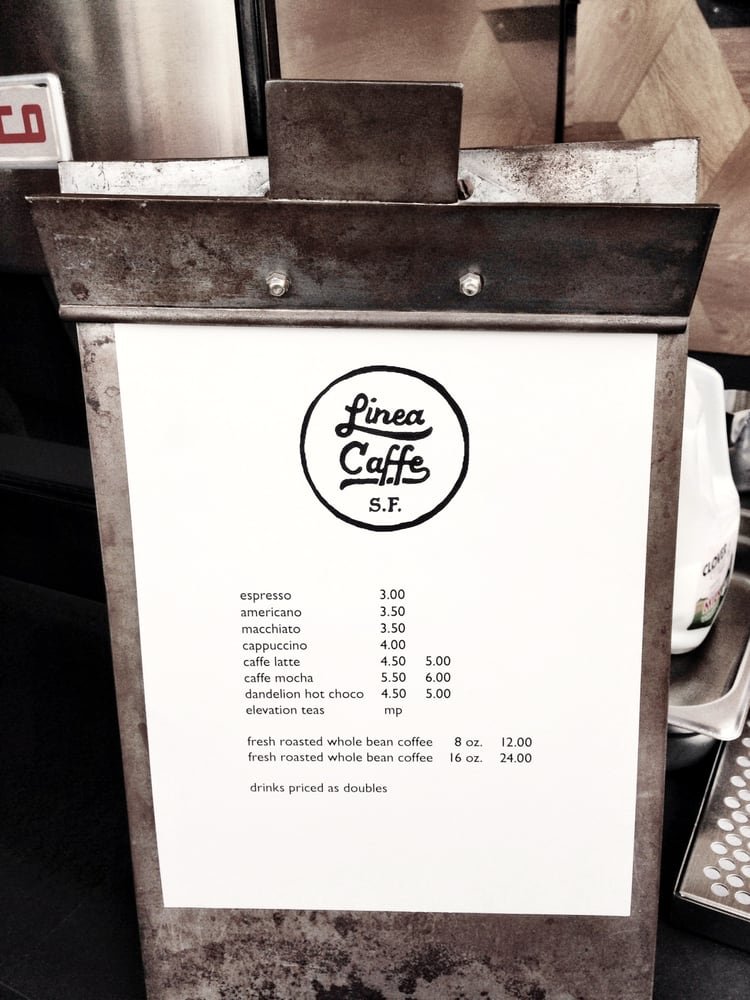 Linea
Caffe
S.F.
espresso 3.00
americano 3.50
macchiato 3.50
cappuccino 4.00
caffe latte 4.50 5.00
caffe mocha 5.50 6.00
dandelion hot choco 4.50 5.00
elevation teas mp
fresh roasted whole bean coffee 8 oz. 12.00
fresh roasted whole bean coffee 16 oz. 24.00
drinks priced as doubles
CLOVER